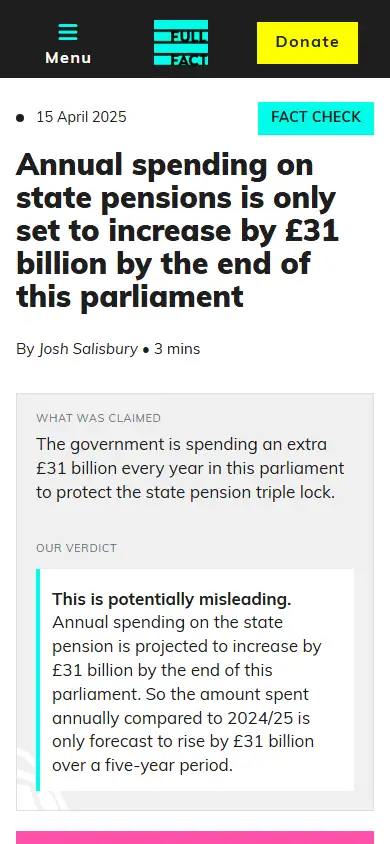 Menu
FULL
FACT
Donate
15 April 2025
FACT CHECK
Annual spending on
state pensions is only
set to increase by £31
billion by the end of
this parliament
By Josh Salisbury • 3 mins
WHAT WAS CLAIMED
The government is spending an extra
£31 billion every year in this parliament
to protect the state pension triple lock.
OUR VERDICT
This is potentially misleading.
Annual spending on the state
pension is projected to increase by
£31 billion by the end of this
parliament. So the amount spent
annually compared to 2024/25 is
only forecast to rise by £31 billion
over a five-year period.